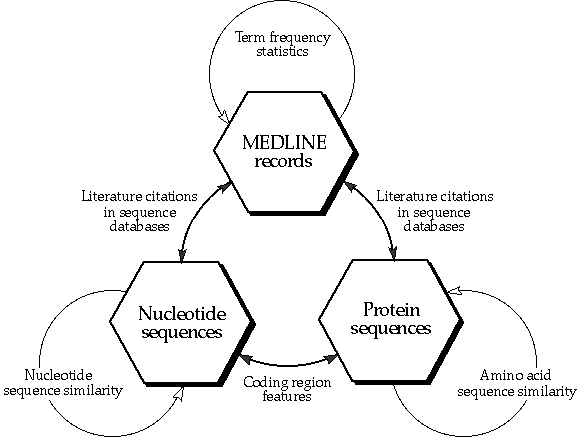 Term frequency
statistics
MEDLINE
records
Literature citations
in sequence
databases
Literature citations
in sequence
databases
Nucleotide
sequences
Protein
sequences
Nucleotide
sequence similarity
Coding region
features
Amino acid
sequence similarity